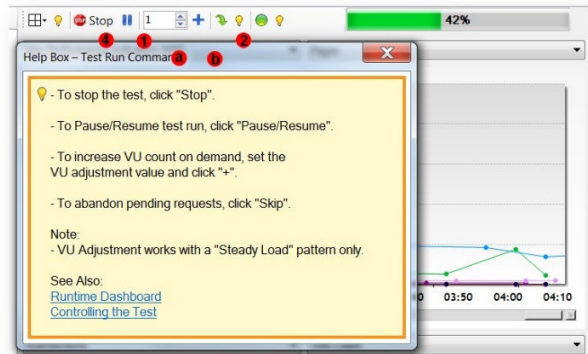 Stop
1
42%
4
1
2
a
b
Help Box – Test Run Comman
- To stop the test, click "Stop".
- To Pause/Resume test run, click "Pause/Resume".
- To increase VU count on demand, set the
VU adjustment value and click "+".
- To abandon pending requests, click "Skip".
Note:
- VU Adjustment works with a "Steady Load" pattern only.
See Also:
Runtime Dashboard
Controlling the Test
0 03:50 04:00 04:10